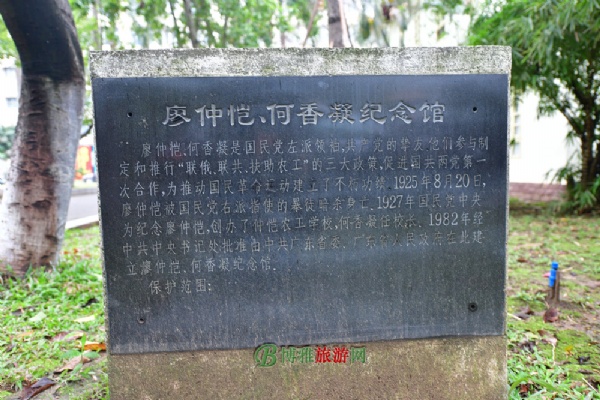 廖仲恺、何香凝纪念馆
廖仲恺、何香凝是国民党左派领袖,共产党的挚友他们参与制
定和推行"联俄、联共、扶助农工"的三大政策,促进国共两党第一
次合作,为推动国民革命运动建立了不朽功绩。1925年8月20日,
廖仲恺被国民党右派指使的暴徒暗杀身亡。1927年国民党中央
为纪念廖仲恺,创办了仲恺农工学校,何香凝任校长。1982年经
中共中央书记处批准由中共广东省委、广东省人民政府在此建
立廖仲恺、何香凝纪念馆.
保护范围:
博雅旅游网